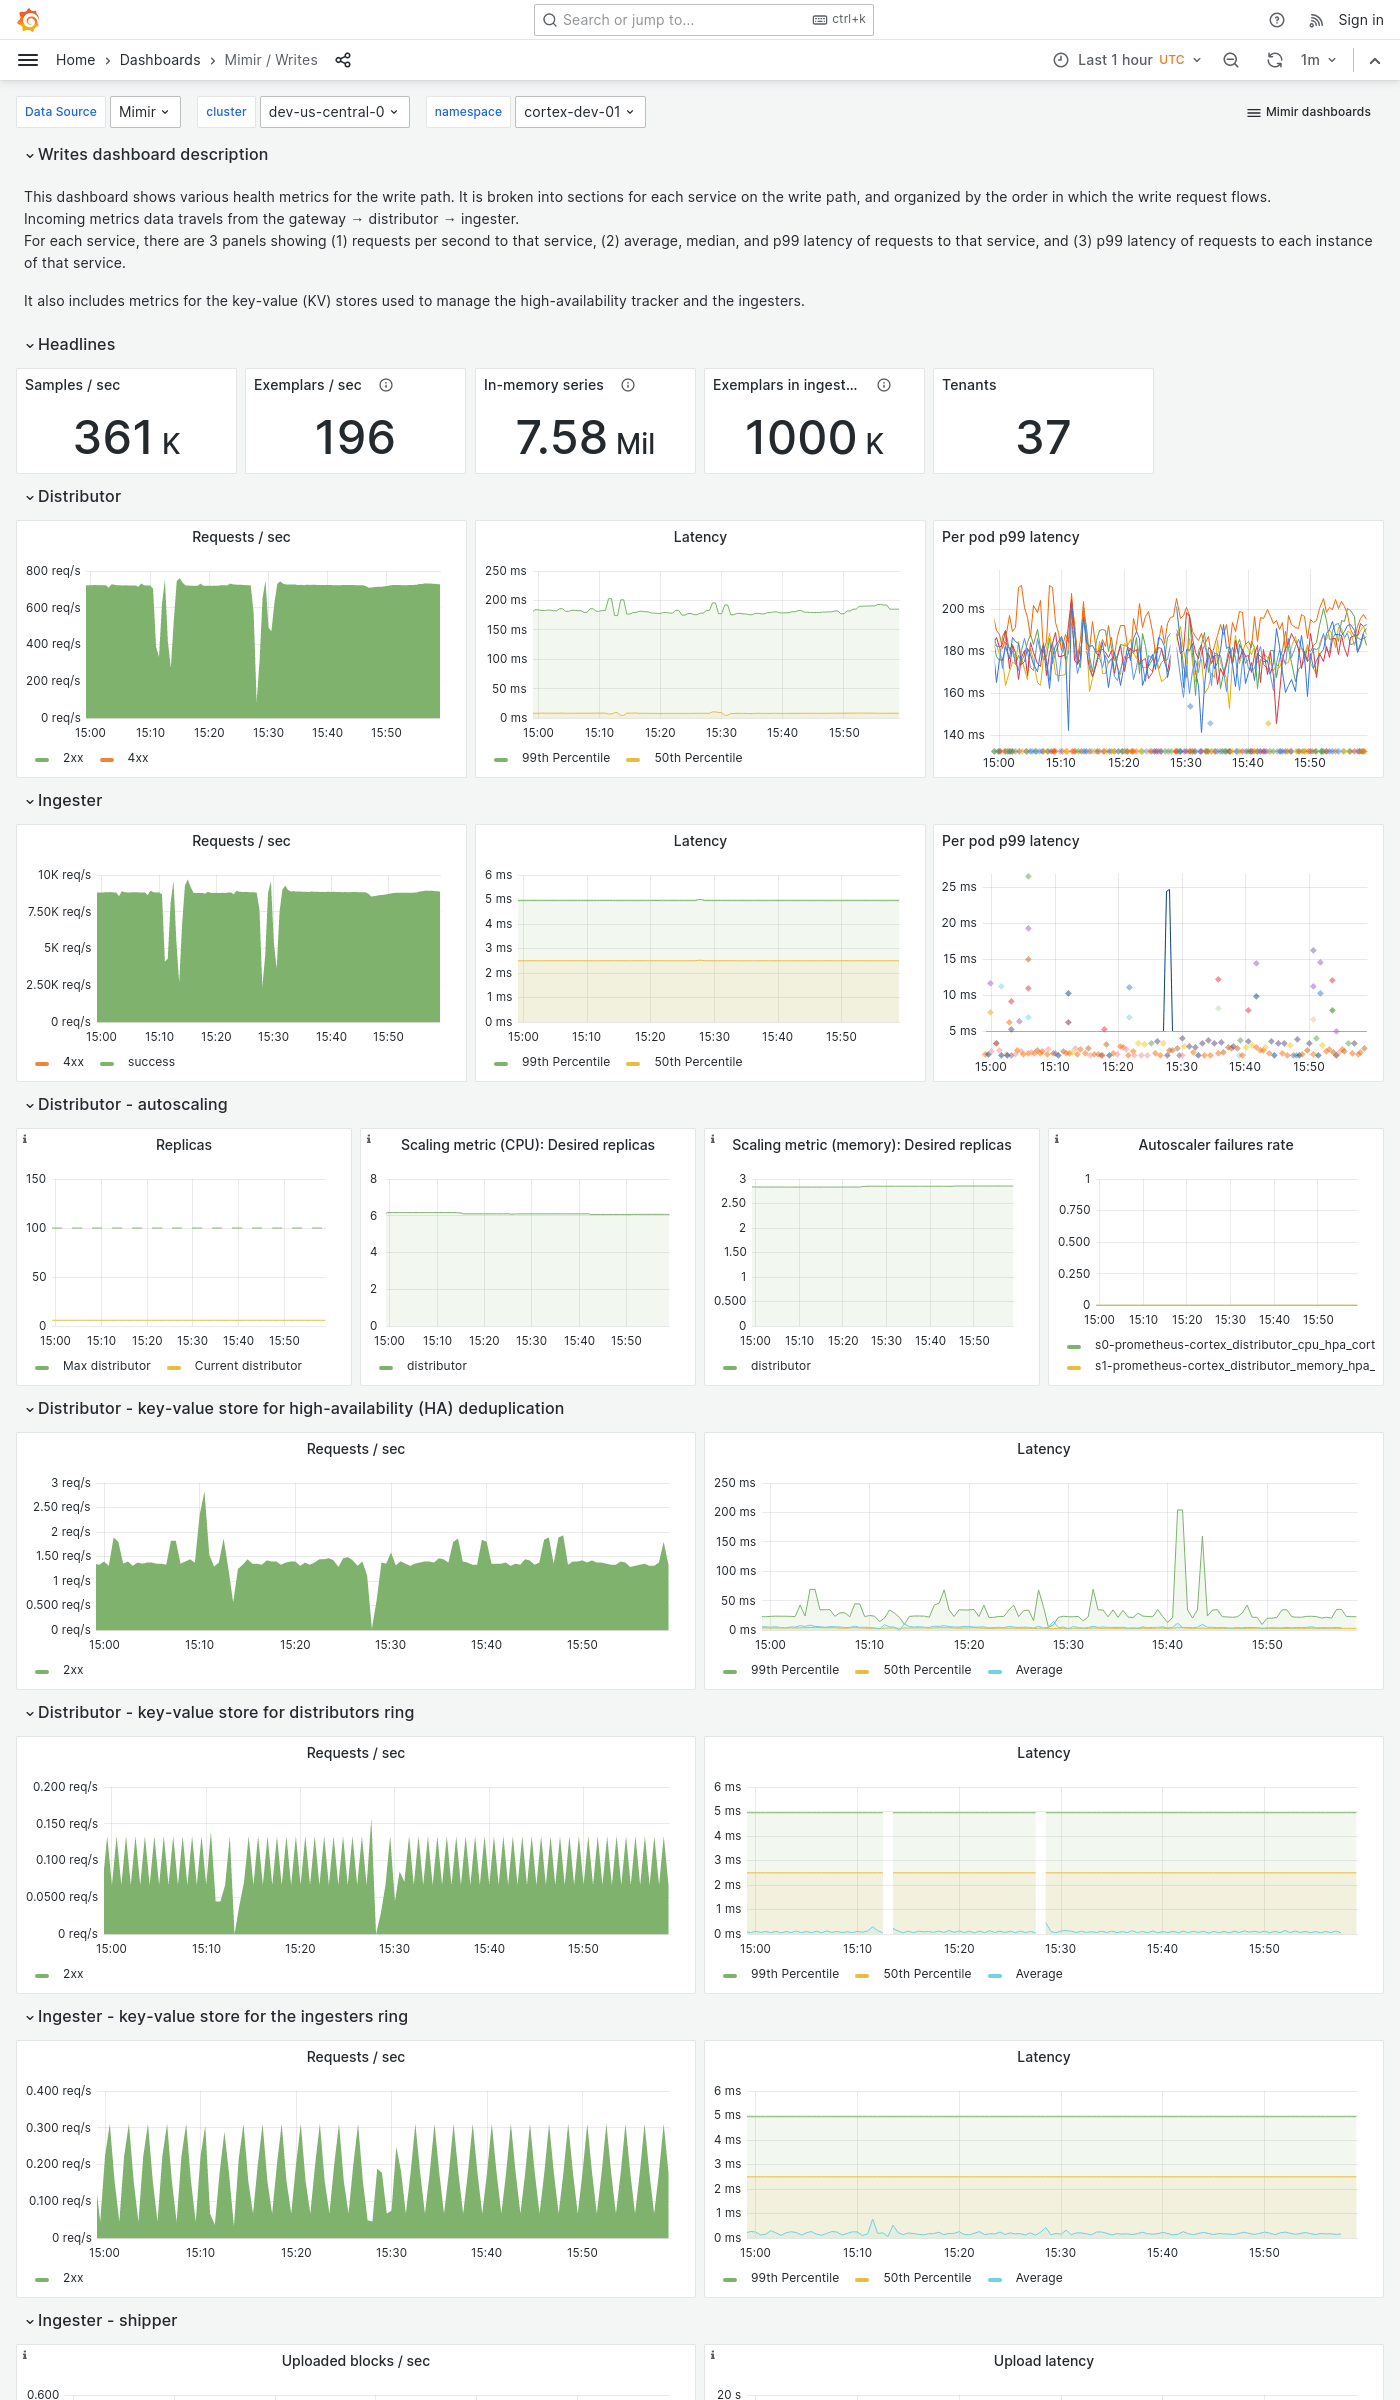 Search or jump to...
ctrl+k
Sign in
Home › Dashboards › Mimir / Writes
Last 1 hour UTC
1m
Data Source
Mimir
cluster
dev-us-central-0
namespace
cortex-dev-01
Mimir dashboards
Writes dashboard description
This dashboard shows various health metrics for the write path. It is broken into sections for each service on the write path, and organized by the order in which the write request flows.
Incoming metrics data travels from the gateway → distributor → ingester.
For each service, there are 3 panels showing (1) requests per second to that service, (2) average, median, and p99 latency of requests to that service, and (3) p99 latency of requests to each instance
of that service.
It also includes metrics for the key-value (KV) stores used to manage the high-availability tracker and the ingesters.
Headlines
Samples / sec
361 K
Exemplars / sec
196
In-memory series
7.58 Mil
Exemplars in ingest...
1000 K
Tenants
37
Distributor
Requests / sec
800 req/s
600 req/s
400 req/s
200 req/s
0 req/s
15:00 15:10 15:20 15:30 15:40 15:50
2xx 4xx
Latency
250 ms
200 ms
150 ms
100 ms
50 ms
0 ms
15:00 15:10 15:20 15:30 15:40 15:50
99th Percentile 50th Percentile
Per pod p99 latency
200 ms
180 ms
160 ms
140 ms
15:00 15:10 15:20 15:30 15:40 15:50
Ingester
Requests / sec
10K req/s
7.50K req/s
5K req/s
2.50K req/s
0 req/s
15:00 15:10 15:20 15:30 15:40 15:50
4xx success
Latency
6 ms
5 ms
4 ms
3 ms
2 ms
1 ms
0 ms
15:00 15:10 15:20 15:30 15:40 15:50
99th Percentile 50th Percentile
Per pod p99 latency
25 ms
20 ms
15 ms
10 ms
5 ms
15:00 15:10 15:20 15:30 15:40 15:50
Distributor - autoscaling
Replicas
150
100
50
0
15:00 15:10 15:20 15:30 15:40 15:50
Max distributor Current distributor
Scaling metric (CPU): Desired replicas
8
6
4
2
0
15:00 15:10 15:20 15:30 15:40 15:50
distributor
Scaling metric (memory): Desired replicas
3
2.50
2
1.50
1
0.500
0
15:00 15:10 15:20 15:30 15:40 15:50
distributor
Autoscaler failures rate
1
0.750
0.500
0.250
0
15:00 15:10 15:20 15:30 15:40 15:50
s0-prometheus-cortex_distributor_cpu_hpa_cort
s1-prometheus-cortex_distributor_memory_hpa_
Distributor - key-value store for high-availability (HA) deduplication
Requests / sec
3 req/s
2.50 req/s
2 req/s
1.50 req/s
1 req/s
0.500 req/s
0 req/s
15:00 15:10 15:20 15:30 15:40 15:50
2xx
Latency
250 ms
200 ms
150 ms
100 ms
50 ms
0 ms
15:00 15:10 15:20 15:30 15:40 15:50
99th Percentile 50th Percentile Average
Distributor - key-value store for distributors ring
Requests / sec
0.200 req/s
0.150 req/s
0.100 req/s
0.0500 req/s
0 req/s
15:00 15:10 15:20 15:30 15:40 15:50
2xx
Latency
6 ms
5 ms
4 ms
3 ms
2 ms
1 ms
0 ms
15:00 15:10 15:20 15:30 15:40 15:50
99th Percentile 50th Percentile Average
Ingester - key-value store for the ingesters ring
Requests / sec
0.400 req/s
0.300 req/s
0.200 req/s
0.100 req/s
0 req/s
15:00 15:10 15:20 15:30 15:40 15:50
2xx
Latency
6 ms
5 ms
4 ms
3 ms
2 ms
1 ms
0 ms
15:00 15:10 15:20 15:30 15:40 15:50
99th Percentile 50th Percentile Average
Ingester - shipper
Uploaded blocks / sec
0.600
Upload latency
20 s